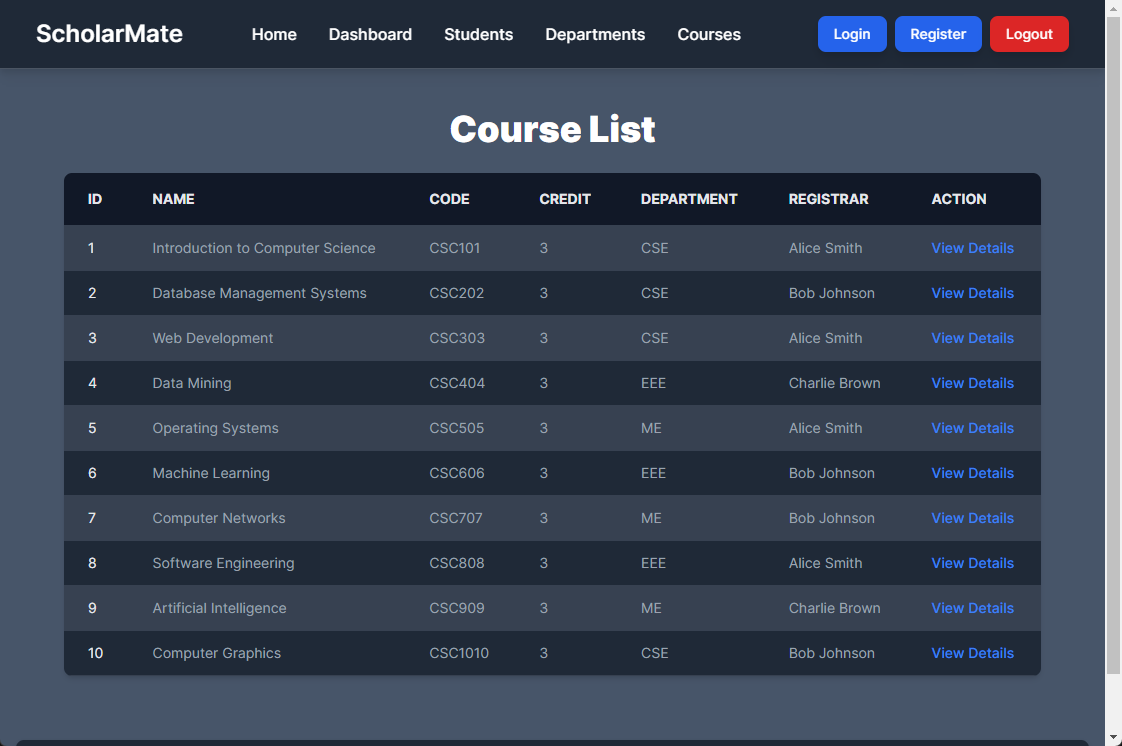 ScholarMate Home Dashboard Students Departments Courses Login Register Logout
Course List
ID NAME CODE CREDIT DEPARTMENT REGISTRAR ACTION
1 Introduction to Computer Science CSC101 3 CSE Alice Smith View Details
2 Database Management Systems CSC202 3 CSE Bob Johnson View Details
3 Web Development CSC303 3 CSE Alice Smith View Details
4 Data Mining CSC404 3 EEE Charlie Brown View Details
5 Operating Systems CSC505 3 ME Alice Smith View Details
6 Machine Learning CSC606 3 EEE Bob Johnson View Details
7 Computer Networks CSC707 3 ME Bob Johnson View Details
8 Software Engineering CSC808 3 EEE Alice Smith View Details
9 Artificial Intelligence CSC909 3 ME Charlie Brown View Details
10 Computer Graphics CSC1010 3 CSE Bob Johnson View Details